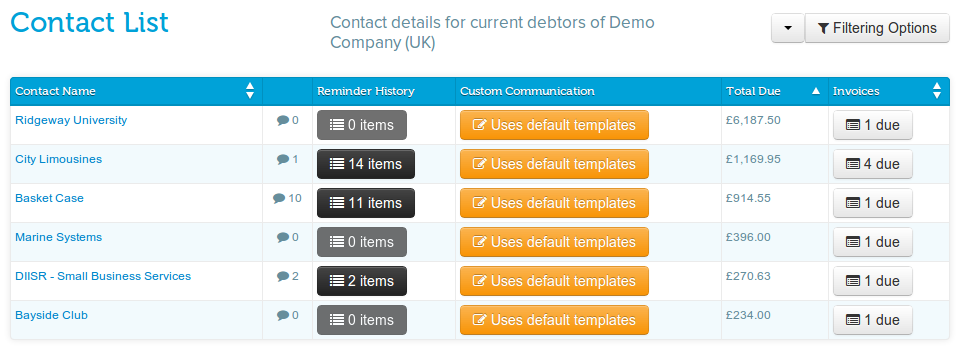 Contact List
Contact details for current debtors of Demo
Company (UK)
Filtering Options
Contact Name Reminder History Custom Communication Total Due Invoices
Ridgeway University 0 0 items Uses default templates £6,187.50 1 due
City Limousines 1 14 items Uses default templates £1,169.95 4 due
Basket Case 10 11 items Uses default templates £914.55 1 due
Marine Systems 0 0 items Uses default templates £396.00 1 due
DIISR - Small Business Services 2 2 items Uses default templates £270.63 1 due
Bayside Club 0 0 items Uses default templates £234.00 1 due